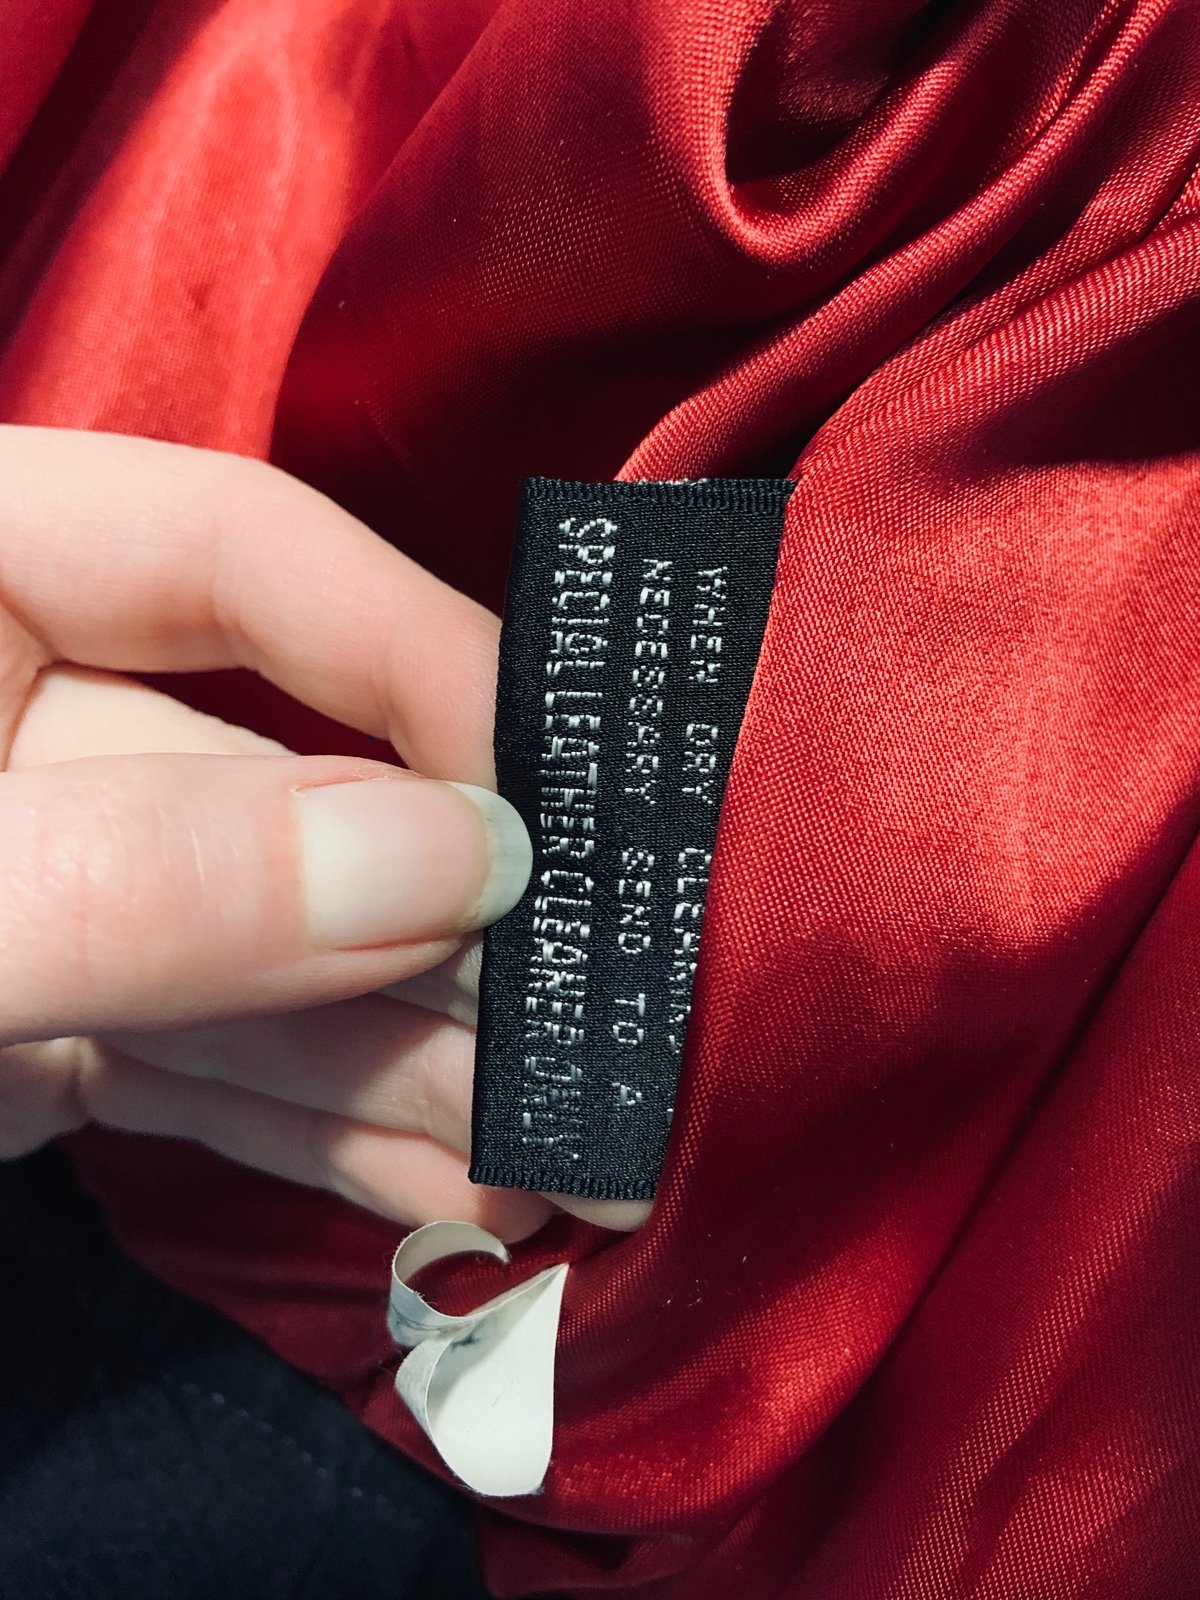 WHEN DRY CLEANING
NECESSARY SEND TO A
SPECIAL LEATHER CLEANER ONLY.